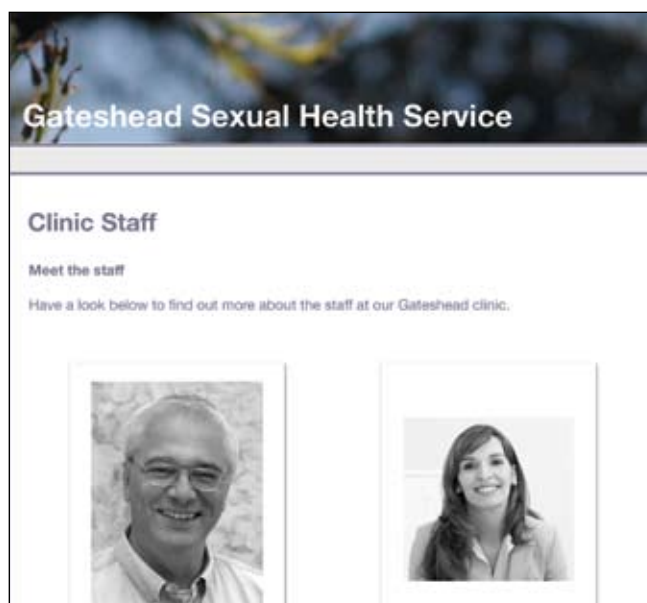 Gateshead Sexual Health Service
Clinic Staff
Meet the staff
Have a look below to find out more about the staff at our Gateshead clinic.